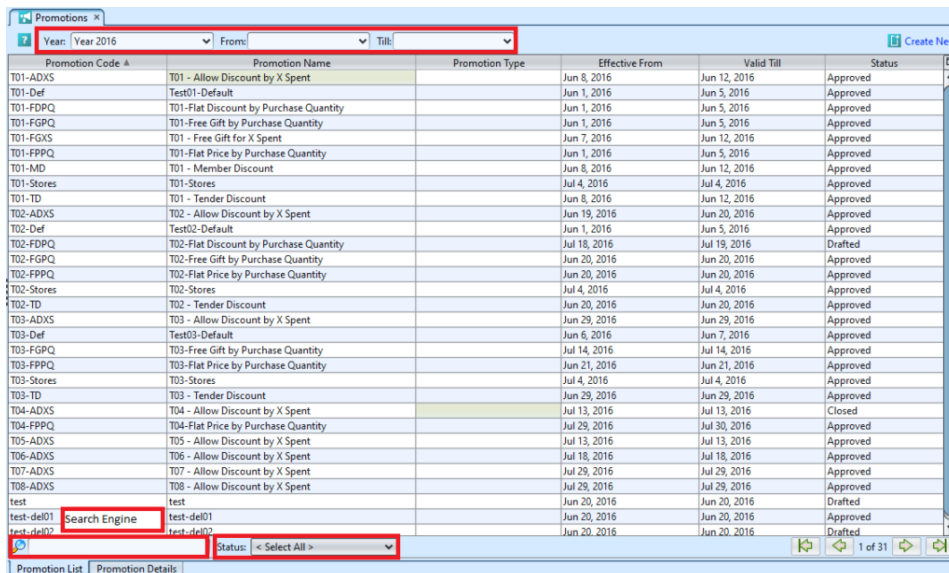 Promotions ×
? Year: Year 2016 From: Till: Create Ne
Promotion Code Promotion Name Promotion Type Effective From Valid Till Status
T01-ADXS T01 - Allow Discount by X Spent Jun 8, 2016 Jun 12, 2016 Approved
T01-Def Test01-Default Jun 1, 2016 Jun 5, 2016 Approved
T01-FDPQ T01-Flat Discount by Purchase Quantity Jun 1, 2016 Jun 5, 2016 Approved
T01-FGPQ T01-Free Gift by Purchase Quantity Jun 1, 2016 Jun 5, 2016 Approved
T01-FGXS T01 - Free Gift for X Spent Jun 7, 2016 Jun 12, 2016 Approved
T01-FPPQ T01-Flat Price by Purchase Quantity Jun 1, 2016 Jun 5, 2016 Approved
T01-MD T01 - Member Discount Jun 8, 2016 Jun 12, 2016 Approved
T01-Stores T01-Stores Jul 4, 2016 Jul 4, 2016 Approved
T01-TD T01 - Tender Discount Jun 8, 2016 Jun 12, 2016 Approved
T02-ADXS T02 - Allow Discount by X Spent Jun 19, 2016 Jun 20, 2016 Approved
T02-Def Test02-Default Jun 1, 2016 Jun 5, 2016 Approved
T02-FDPQ T02-Flat Discount by Purchase Quantity Jul 18, 2016 Jul 19, 2016 Drafted
T02-FGPQ T02-Free Gift by Purchase Quantity Jun 20, 2016 Jun 20, 2016 Approved
T02-FPPQ T02-Flat Price by Purchase Quantity Jun 20, 2016 Jun 20, 2016 Approved
T02-Stores T02-Stores Jul 4, 2016 Jul 4, 2016 Approved
T02-TD T02 - Tender Discount Jun 20, 2016 Jun 20, 2016 Approved
T03-ADXS T03 - Allow Discount by X Spent Jun 29, 2016 Jun 29, 2016 Approved
T03-Def Test03-Default Jun 6, 2016 Jun 7, 2016 Approved
T03-FGPQ T03-Free Gift by Purchase Quantity Jul 14, 2016 Jul 14, 2016 Approved
T03-FPPQ T03-Flat Price by Purchase Quantity Jun 21, 2016 Jun 21, 2016 Approved
T03-Stores T03-Stores Jul 4, 2016 Jul 4, 2016 Approved
T03-TD T03 - Tender Discount Jun 29, 2016 Jun 29, 2016 Approved
T04-ADXS T04 - Allow Discount by X Spent Jul 13, 2016 Jul 13, 2016 Closed
T04-FPPQ T04-Flat Price by Purchase Quantity Jul 29, 2016 Jul 30, 2016 Approved
T05-ADXS T05 - Allow Discount by X Spent Jul 13, 2016 Jul 13, 2016 Approved
T06-ADXS T06 - Allow Discount by X Spent Jul 18, 2016 Jul 18, 2016 Approved
T07-ADXS T07 - Allow Discount by X Spent Jul 29, 2016 Jul 29, 2016 Approved
T08-ADXS T08 - Allow Discount by X Spent Jul 29, 2016 Jul 29, 2016 Approved
test test Jun 20, 2016 Jun 20, 2016 Drafted
test-del01 Search Engine test-del01 Jun 20, 2016 Jun 20, 2016 Approved
test-del02 test-del02 Jun 20, 2016 Jun 20, 2016 Drafted
Status: < Select All > 1 of 31
Promotion List Promotion Details